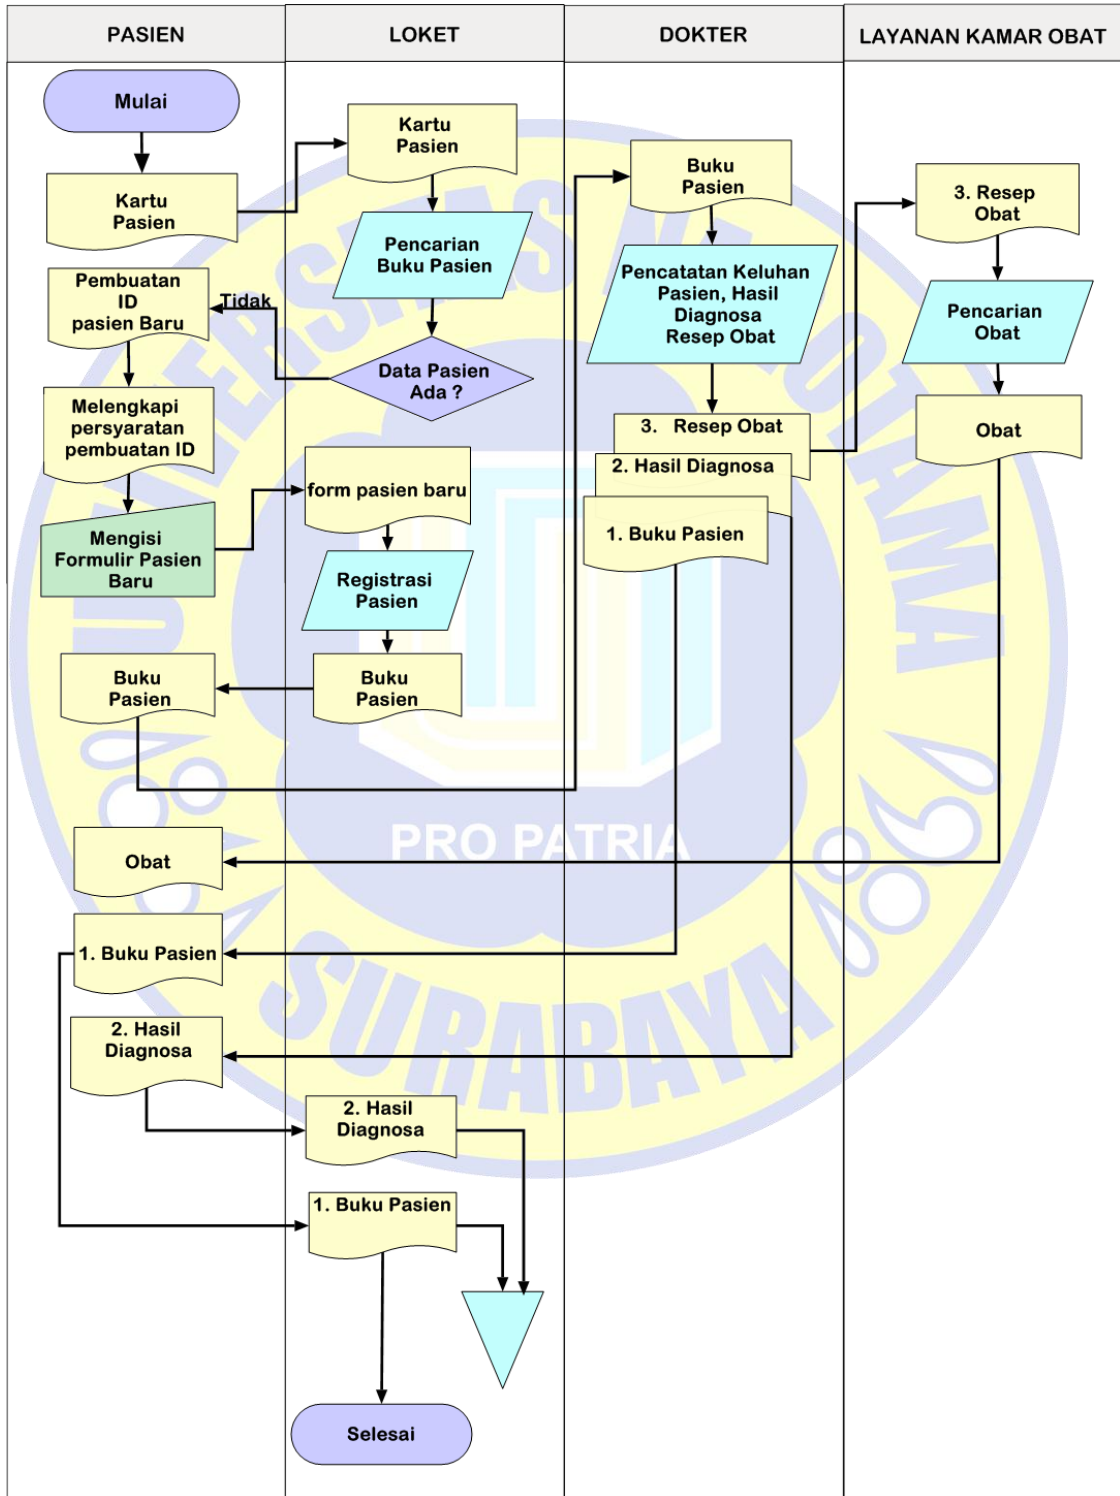 PASIEN
LOKET
DOKTER
LAYANAN KAMAR OBAT
Mulai
Kartu
Pasien
Pembuatan
ID
pasien Baru
Tidak
Melengkapi
persyaratan
pembuatan ID
Mengisi
Formulir Pasien
Baru
Buku
Pasien
Obat
1. Buku Pasien
2. Hasil
Diagnosa
Kartu
Pasien
Pencarian
Buku Pasien
Data Pasien
Ada ?
form pasien baru
Registrasi
Pasien
Buku
Pasien
2. Hasil
Diagnosa
1. Buku Pasien
Selesai
Buku
Pasien
Pencatatan Keluhan
Pasien, Hasil
Diagnosa
Resep Obat
3. Resep Obat
2. Hasil Diagnosa
1. Buku Pasien
3. Resep
Obat
Pencarian
Obat
Obat
PRO PATRIA
SURABAYA